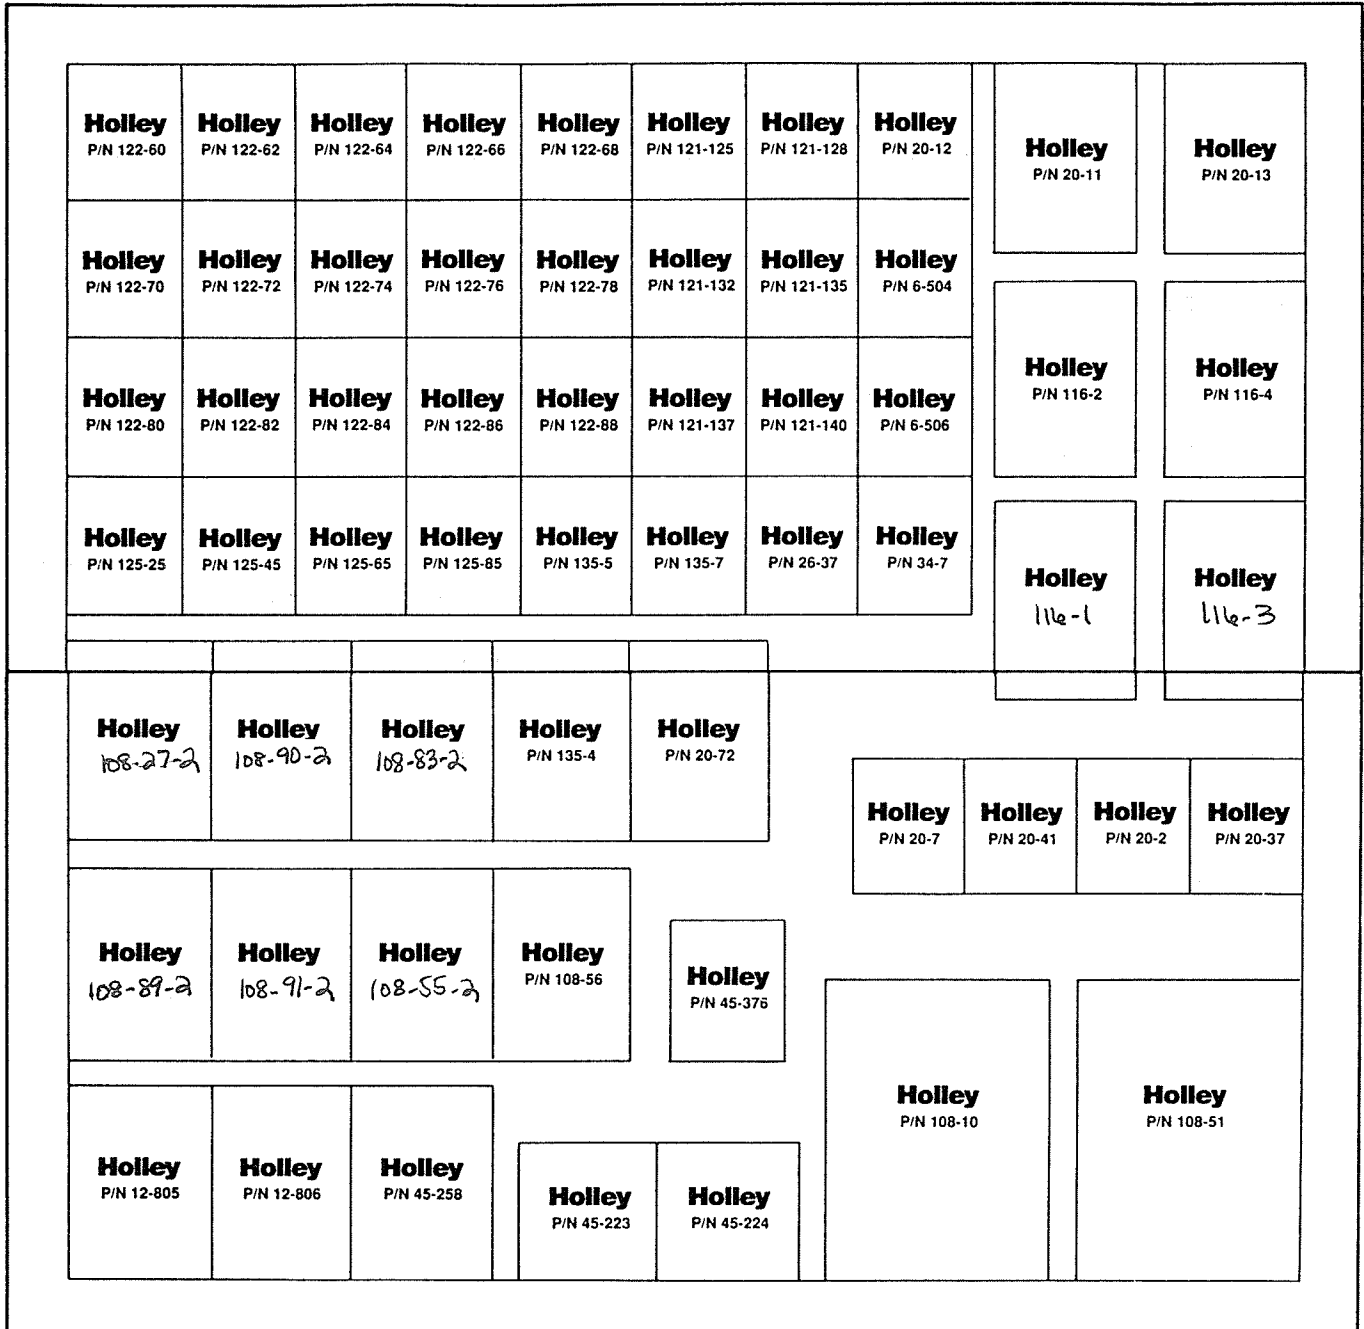 Holley Holley Holley Holley Holley Holley Holley Holley
P/N 122-60 P/N 122-62 P/N 122-64 P/N 122-66 P/N 122-68 P/N 121-125 P/N 121-128 P/N 20-12
Holley Holley
P/N 20-11 P/N 20-13
Holley Holley Holley Holley Holley Holley Holley Holley
P/N 122-70 P/N 122-72 P/N 122-74 P/N 122-76 P/N 122-78 P/N 121-132 P/N 121-135 P/N 6-504
Holley Holley
P/N 116-2 P/N 116-4
Holley Holley Holley Holley Holley Holley Holley Holley
P/N 122-80 P/N 122-82 P/N 122-84 P/N 122-86 P/N 122-88 P/N 121-137 P/N 121-140 P/N 6-506
Holley Holley Holley Holley Holley Holley Holley Holley
P/N 125-25 P/N 125-45 P/N 125-65 P/N 125-85 P/N 135-5 P/N 135-7 P/N 26-37 P/N 34-7
Holley Holley
116-1 116-3
Holley Holley Holley Holley Holley
108-27-2 108-90-2 108-83-2 P/N 135-4 P/N 20-72
Holley Holley Holley Holley
P/N 20-7 P/N 20-41 P/N 20-2 P/N 20-37
Holley Holley Holley Holley
108-89-2 108-91-2 108-55-2 P/N 108-56
Holley
P/N 45-376
Holley Holley
P/N 108-10 P/N 108-51
Holley Holley Holley
P/N 12-805 P/N 12-806 P/N 45-258
Holley Holley
P/N 45-223 P/N 45-224